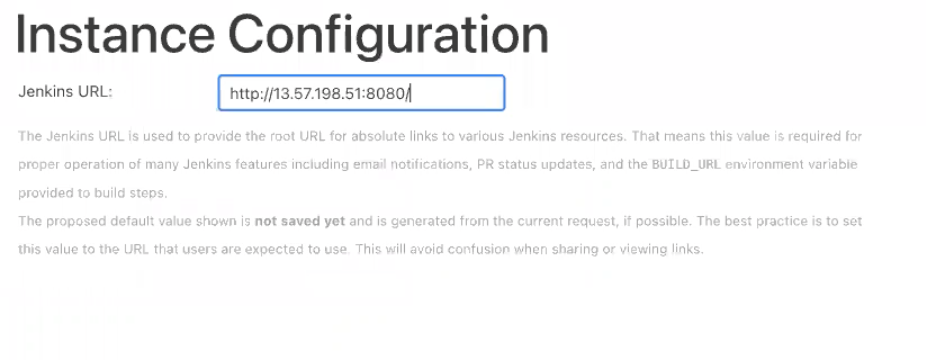 Instance Configuration
Jenkins URL:
http://13.57.198.51:8080/
The Jenkins URL is used to provide the root URL for absolute links to various Jenkins resources. That means this value is required for
proper operation of many Jenkins features including email notifications, PR status updates, and the BUILD_URL environment variable
provided to build steps.
The proposed default value shown is not saved yet and is generated from the current request, if possible. The best practice is to set
this value to the URL that users are expected to use. This will avoid confusion when sharing or viewing links.